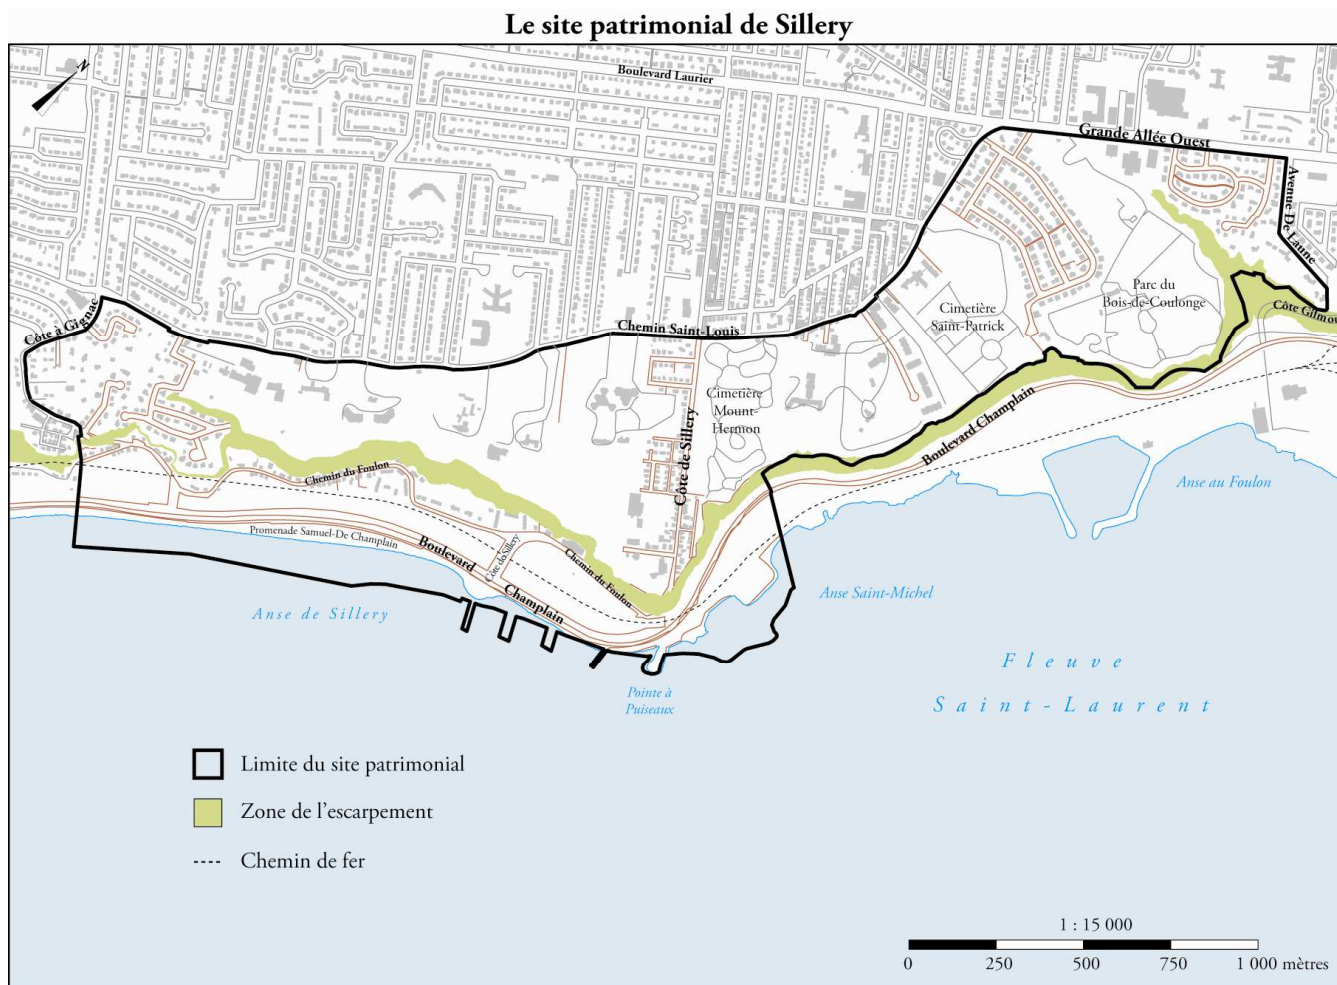 Le site patrimonial de Sillery
N
Boulevard Laurier
Grande Allée Ouest
Avenue De Laune
Parc du
Bois-de-Coulonge
Côte à Gignac
Chemin Saint-Louis
Cimetière
Saint-Patrick
Côte Gilmou
Cimetière
Mount-
Hermon
Côte de Sillery
Boulevard Champlain
Chemin du Foulon
Anse au Foulon
Promenade Samuel-De Champlain
Boulevard
Champlain
Côte de Sillery
Chemin du Foulon
Anse de Sillery
Anse Saint-Michel
Fleuve
Saint-Laurent
Pointe à
Puiseaux
Limite du site patrimonial
Zone de l'escarpement
Chemin de fer
1 : 15 000
0 250 500 750 1 000 mètres